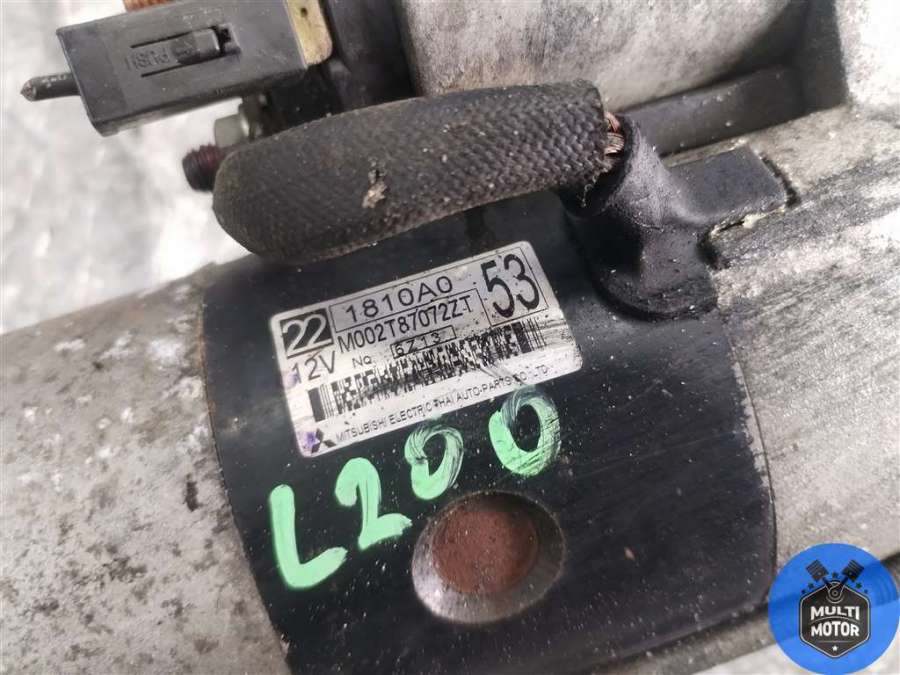 PUSH
22
1810A0
53
M002T87072ZT
12V
No
6Z13
MITSUBISHI ELECTRIC THAI AUTO-PARTS CO., LTD.
L200
MULTI
MOTOR